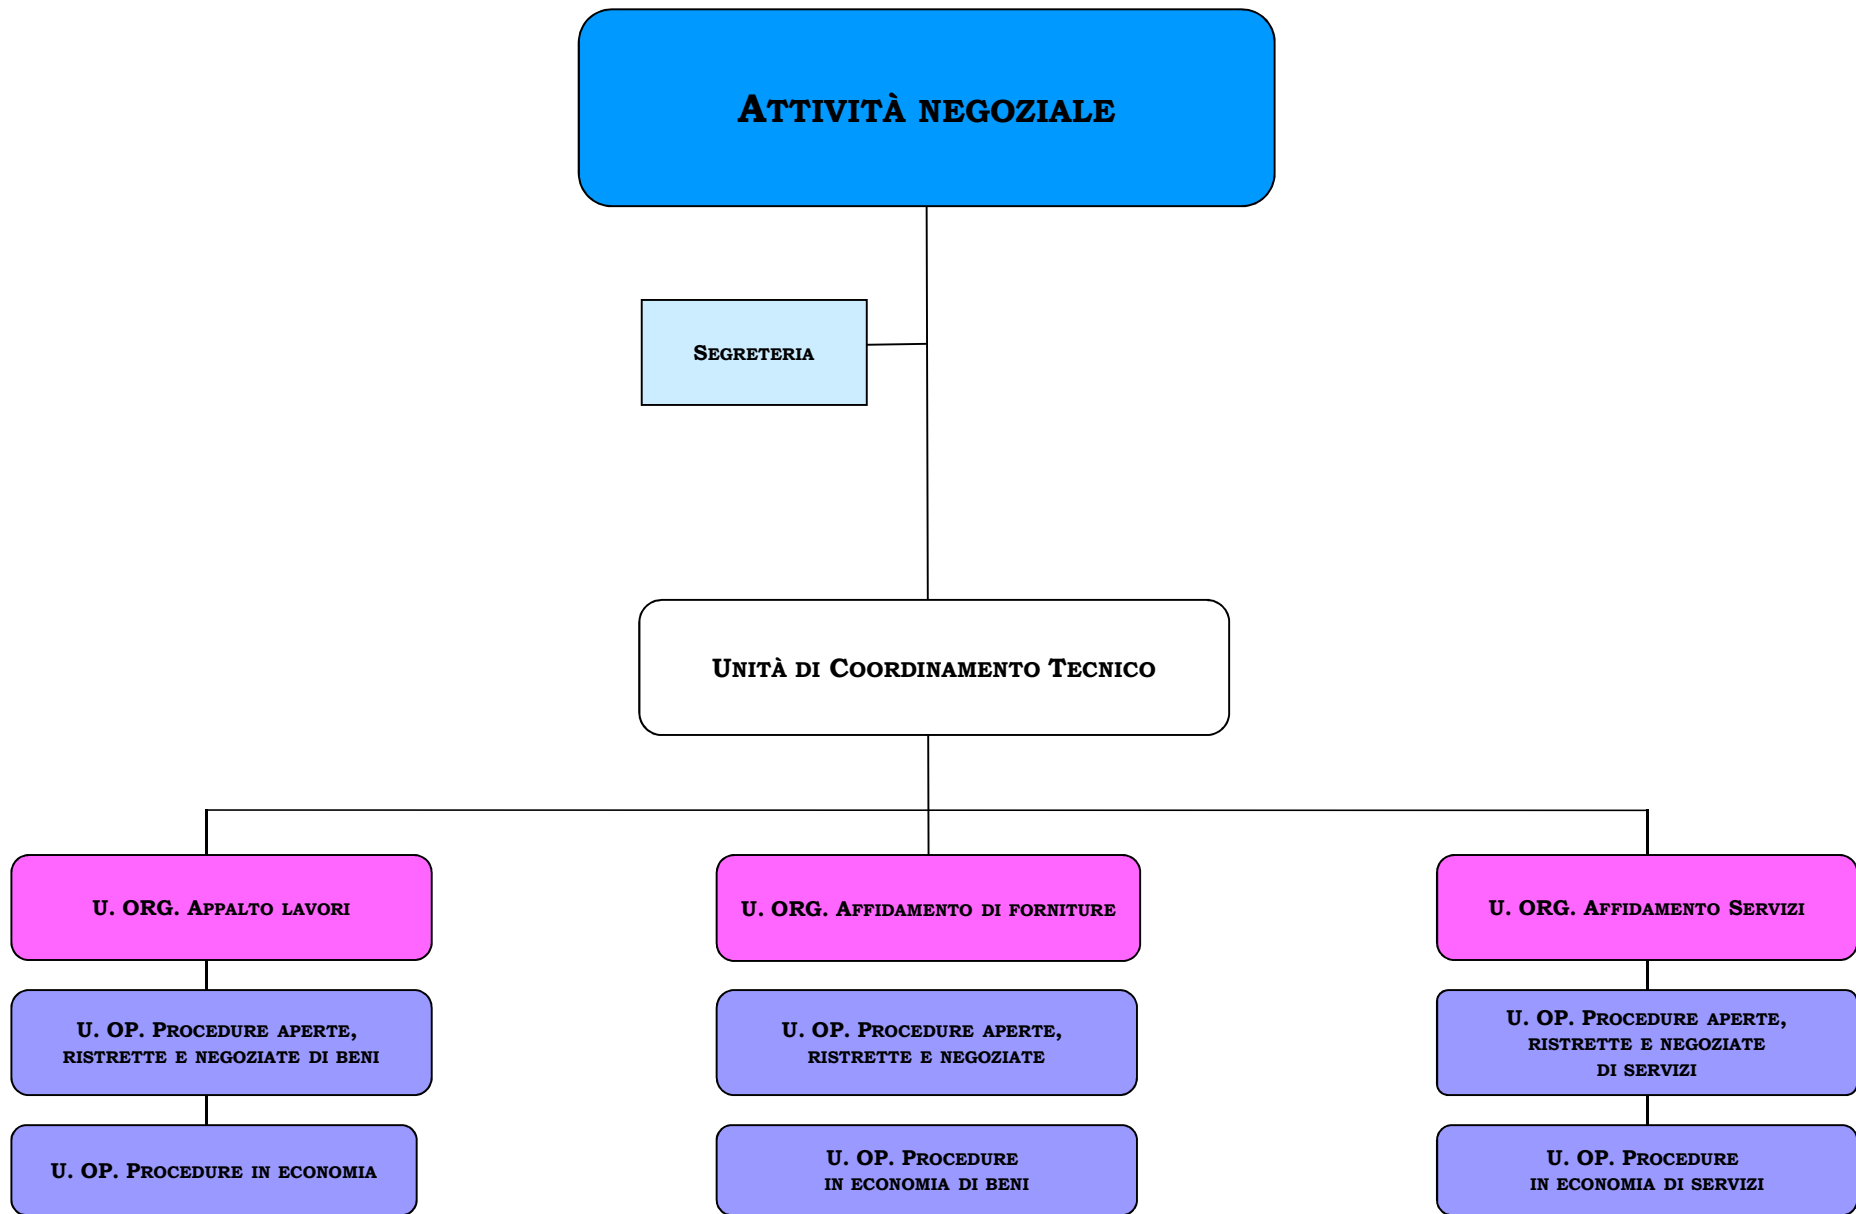 ATTIVITÀ NEGOZIALE
SEGRETERIA
UNITÀ DI COORDINAMENTO TECNICO
U. ORG. APPALTO LAVORI
U. ORG. AFFIDAMENTO DI FORNITURE
U. ORG. AFFIDAMENTO SERVIZI
U. OP. PROCEDURE APERTE,
RISTRETTE E NEGOZIATE DI BENI
U. OP. PROCEDURE APERTE,
RISTRETTE E NEGOZIATE
U. OP. PROCEDURE APERTE,
RISTRETTE E NEGOZIATE
DI SERVIZI
U. OP. PROCEDURE IN ECONOMIA
U. OP. PROCEDURE
IN ECONOMIA DI BENI
U. OP. PROCEDURE
IN ECONOMIA DI SERVIZI